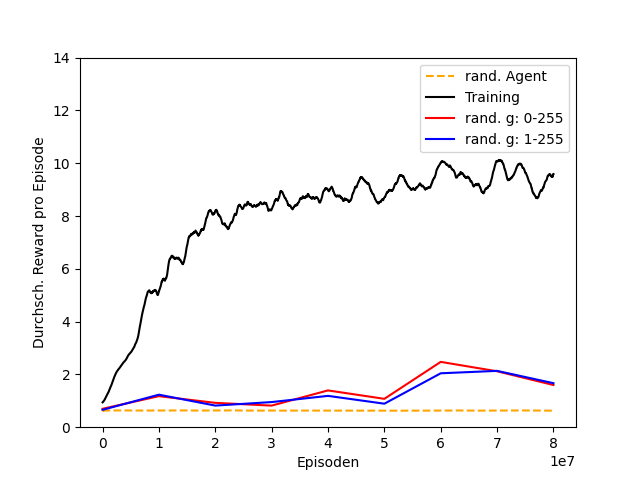 14
12
10
8
6
4
2
0
Durchsch. Reward pro Episode
rand. Agent
Training
rand. g: 0-255
rand. g: 1-255
0 1 2 3 4 5 6 7 8
1e7
Episoden